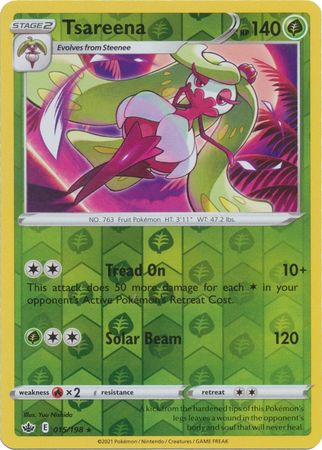 STAGE2 Tsareena HP 140
Evolves from Steenee
NO. 763 Fruit Pokémon HT: 3'11" WT: 47.2 lbs.
Tread On 10+
This attack does 50 more damage for each in your
opponent's Active Pokémon's Retreat Cost.
Solar Beam 120
weakness ×2 resistance retreat
Illus. Yuu Nishida
A kick from the hardened tips of this Pokémon's
legs leaves a wound in the opponent's
body and soul that will never heal.
E 015/198 ★
©2021 Pokémon / Nintendo / Creatures / GAME FREAK